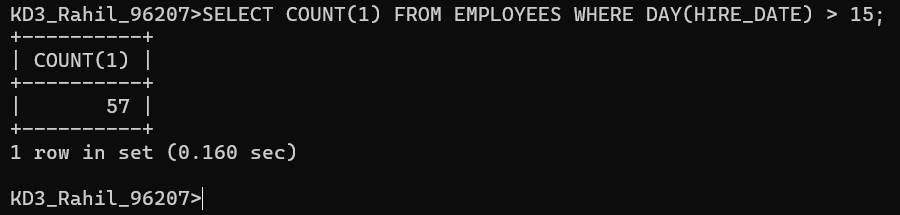 KD3_Rahil_96207>SELECT COUNT(1) FROM EMPLOYEES WHERE DAY(HIRE_DATE) > 15;
+----------+
| COUNT(1) |
+----------+
|       57 |
+----------+
1 row in set (0.160 sec)
KD3_Rahil_96207>